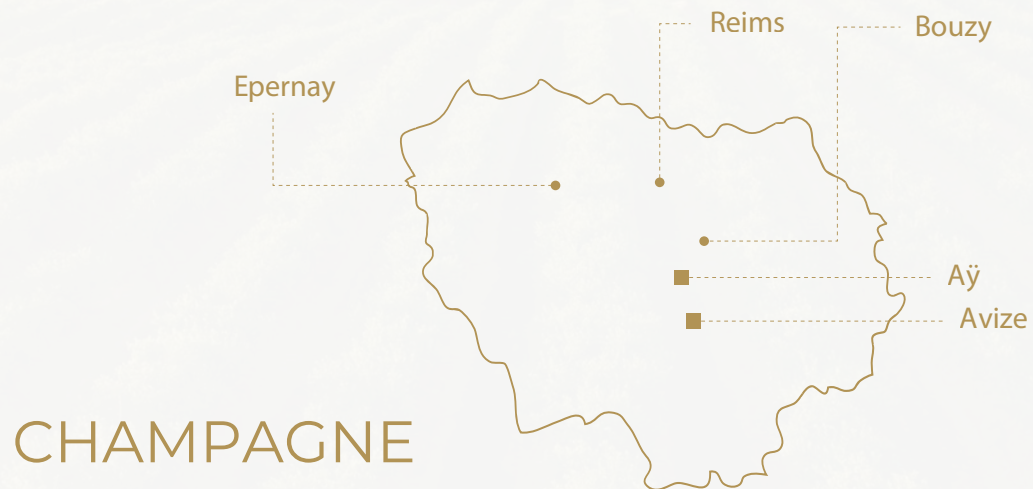 Reims
Bouzy
Epernay
Aÿ
Avize
CHAMPAGNE